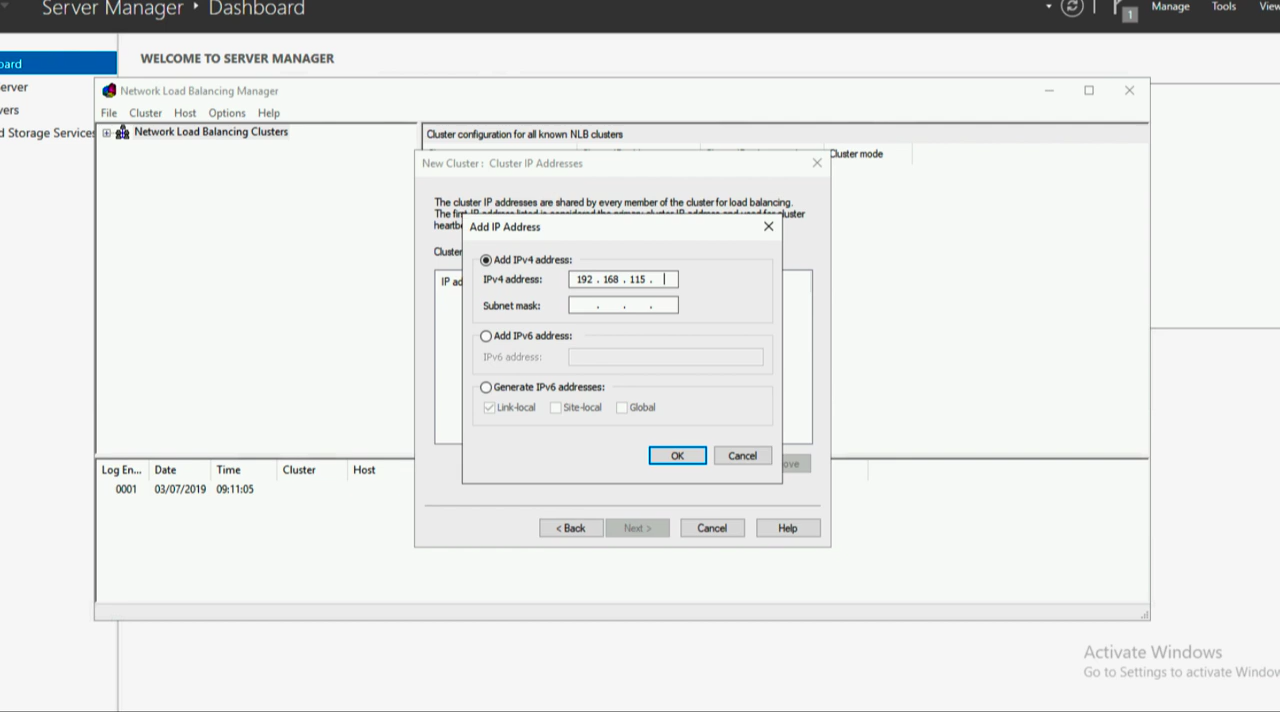 Server Manager ‣ Dashboard
1 Manage Tools View
WELCOME TO SERVER MANAGER
Network Load Balancing Manager
File Cluster Host Options Help
Network Load Balancing Clusters
Cluster configuration for all known NLB clusters
Cluster mode
New Cluster : Cluster IP Addresses
The cluster IP addresses are shared by every member of the cluster for load balancing.
Add IP Address
Add IPv4 address:
IPv4 address: 192 . 168 . 115 .
Subnet mask: . . .
Add IPv6 address:
IPv6 address:
Generate IPv6 addresses:
Link-local Site-local Global
OK Cancel
< Back Next > Cancel Help
Log En... Date Time Cluster Host
0001 03/07/2019 09:11:05
Activate Windows
Go to Settings to activate Window